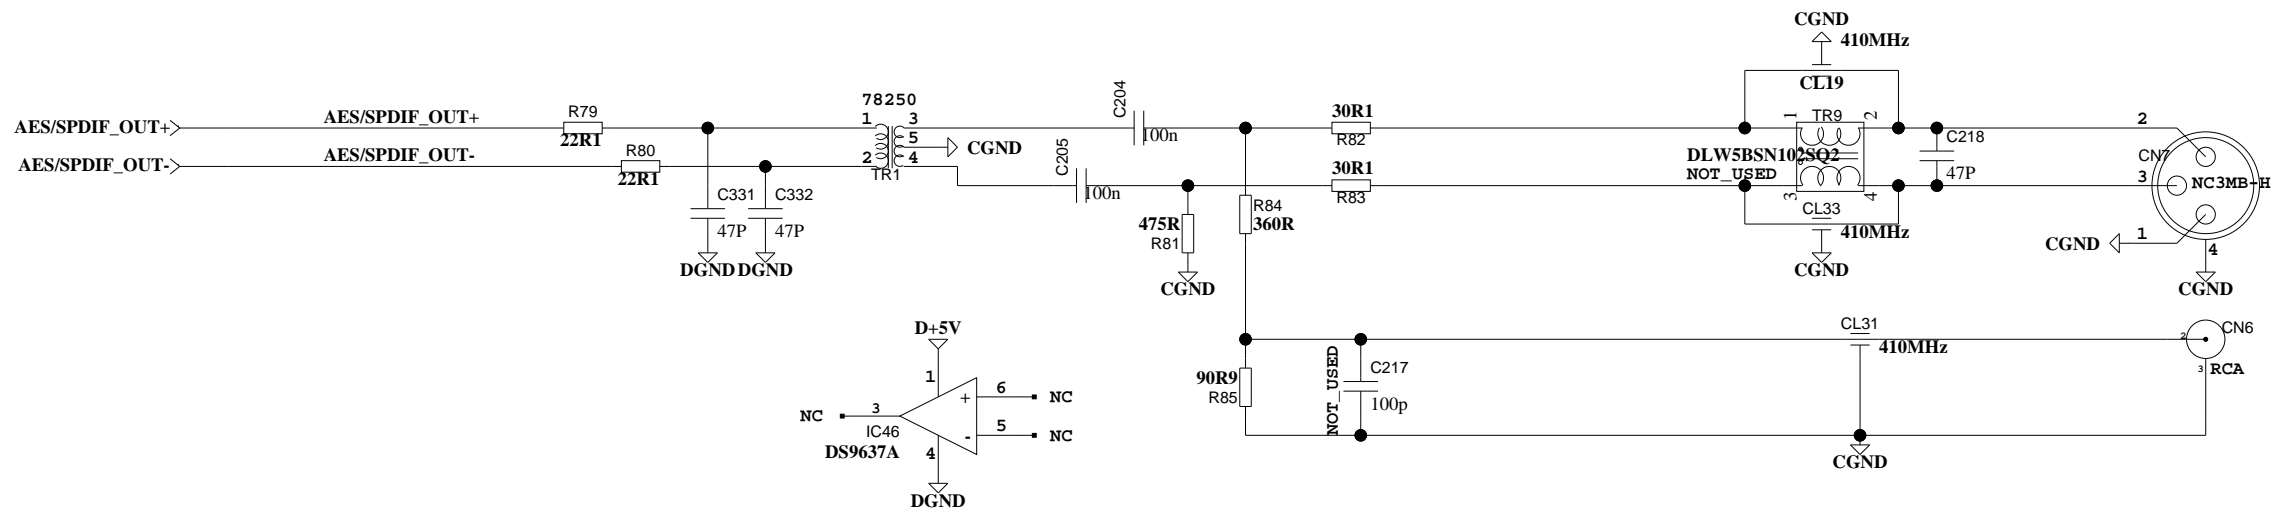 CGND
410MHz
CL19
AES/SPDIF_OUT+
AES/SPDIF_OUT+
R79
22R1
AES/SPDIF_OUT-
AES/SPDIF_OUT-
R80
22R1
C331
47P
C332
47P
DGND
DGND
78250
1
2
3
5
4
TR1
CGND
C204
100n
C205
100n
30R1
R82
30R1
R83
475R
R81
CGND
R84
360R
1
TR9
2
DLW5BSN102SQ2
NOT_USED
3
4
CL33
410MHz
CGND
C218
47P
2
CN7
3
NC3MB-H
CGND
1
4
CGND
D+5V
1
6
NC
NC
3
+
-
5
NC
IC46
DS9637A
4
DGND
90R9
R85
NOT_USED
C217
100p
CL31
410MHz
CGND
2
CN6
3
RCA